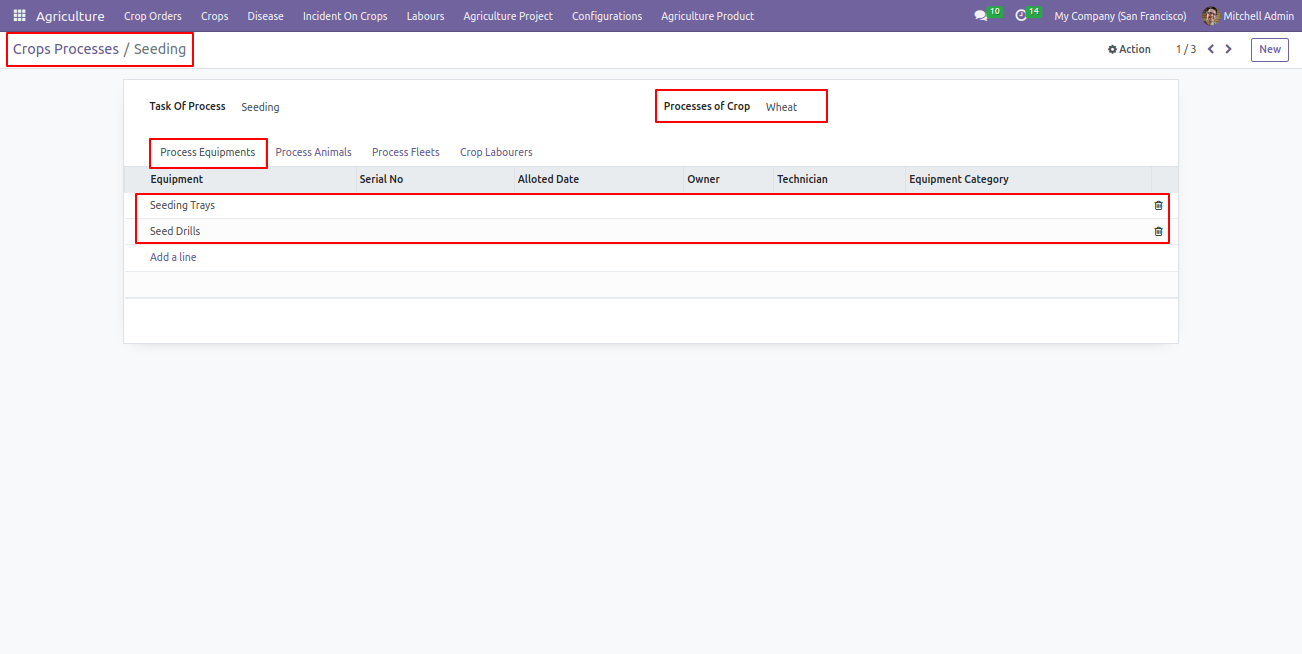 Agriculture Crop Orders Crops Disease Incident On Crops Labours Agriculture Project Configurations Agriculture Product 10 14 My Company (San Francisco) Mitchell Admin
Crops Processes / Seeding Action 1 / 3 New
Task Of Process Seeding Processes of Crop Wheat
Process Equipments Process Animals Process Fleets Crop Labourers
Equipment Serial No Alloted Date Owner Technician Equipment Category
Seeding Trays
Seed Drills
Add a line